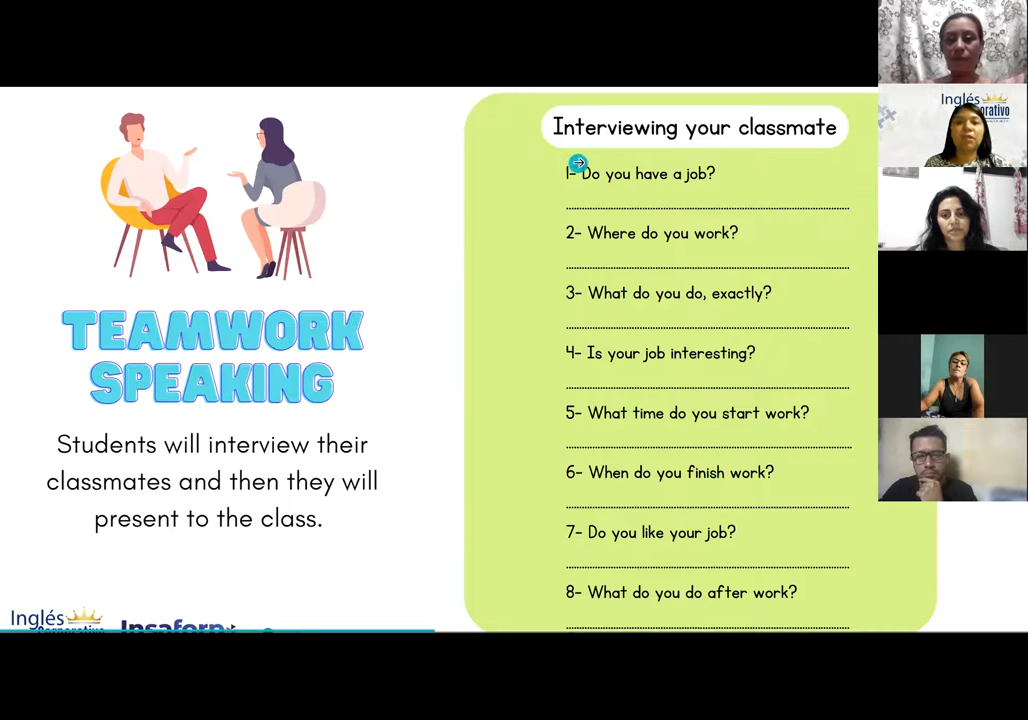 TEAMWORK
SPEAKING
Students will interview their
classmates and then they will
present to the class.
Inglés
Corporativo
Insaforp
Interviewing your classmate
1- Do you have a job?
2- Where do you work?
3- What do you do, exactly?
4- Is your job interesting?
5- What time do you start work?
6- When do you finish work?
7- Do you like your job?
8- What do you do after work?
Inglés